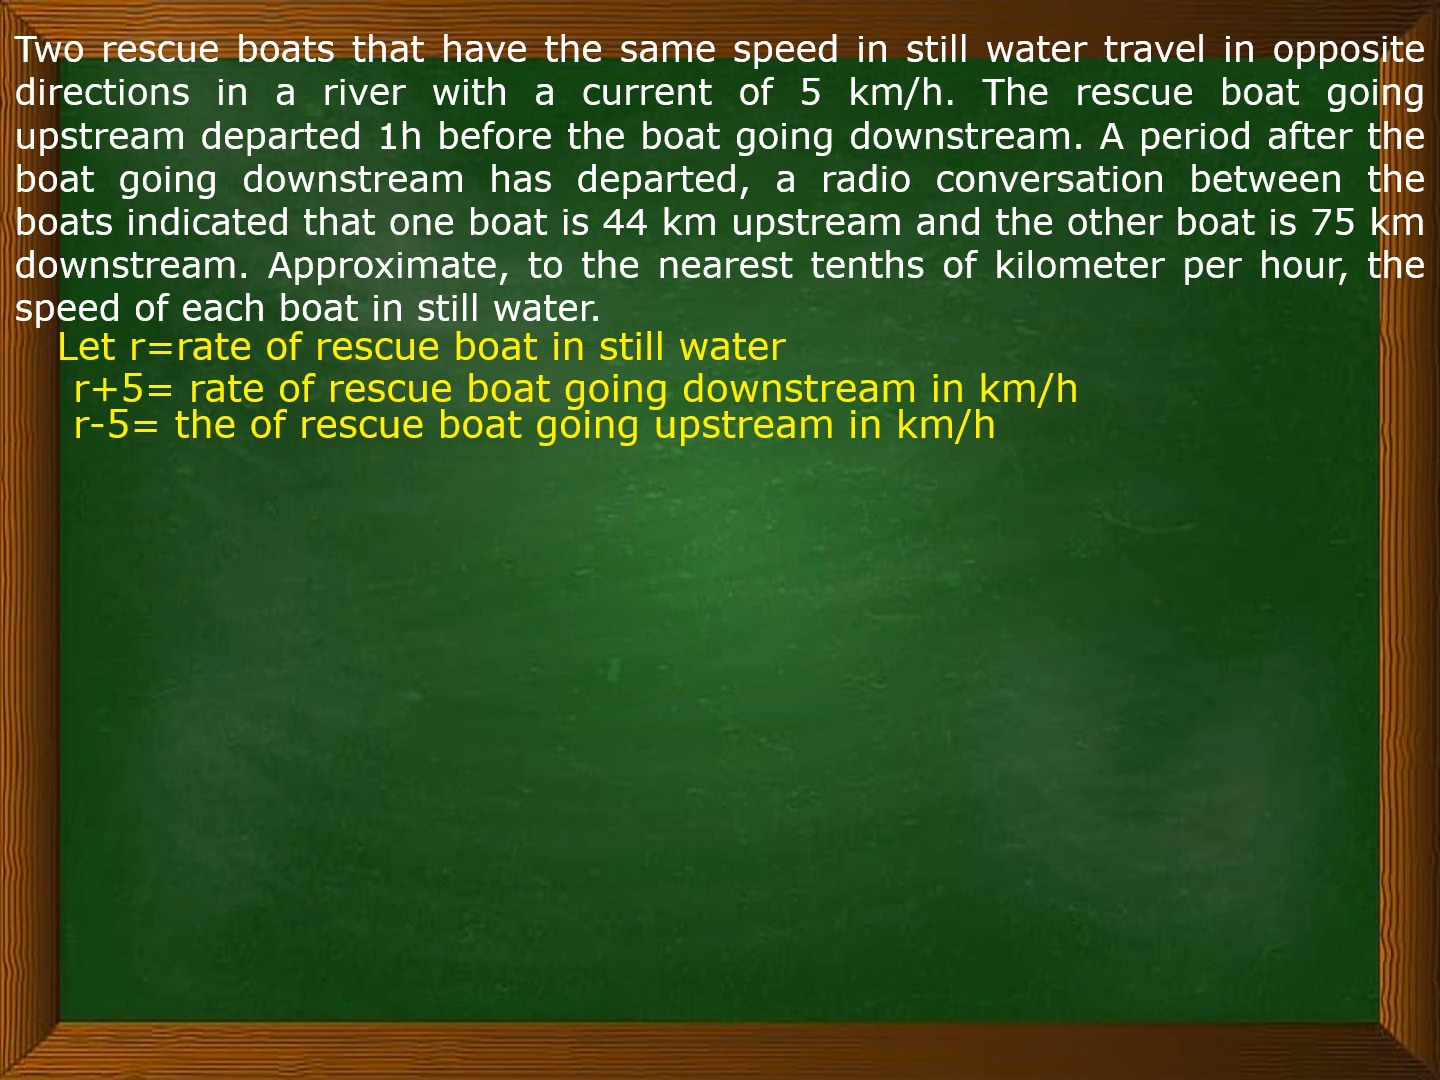 Two rescue boats that have the same speed in still water travel in opposite
directions in a river with a current of 5 km/h. The rescue boat going
upstream departed 1h before the boat going downstream. A period after the
boat going downstream has departed, a radio conversation between the
boats indicated that one boat is 44 km upstream and the other boat is 75 km
downstream. Approximate, to the nearest tenths of kilometer per hour, the
speed of each boat in still water.
Let r=rate of rescue boat in still water
r+5= rate of rescue boat going downstream in km/h
r-5= the of rescue boat going upstream in km/h